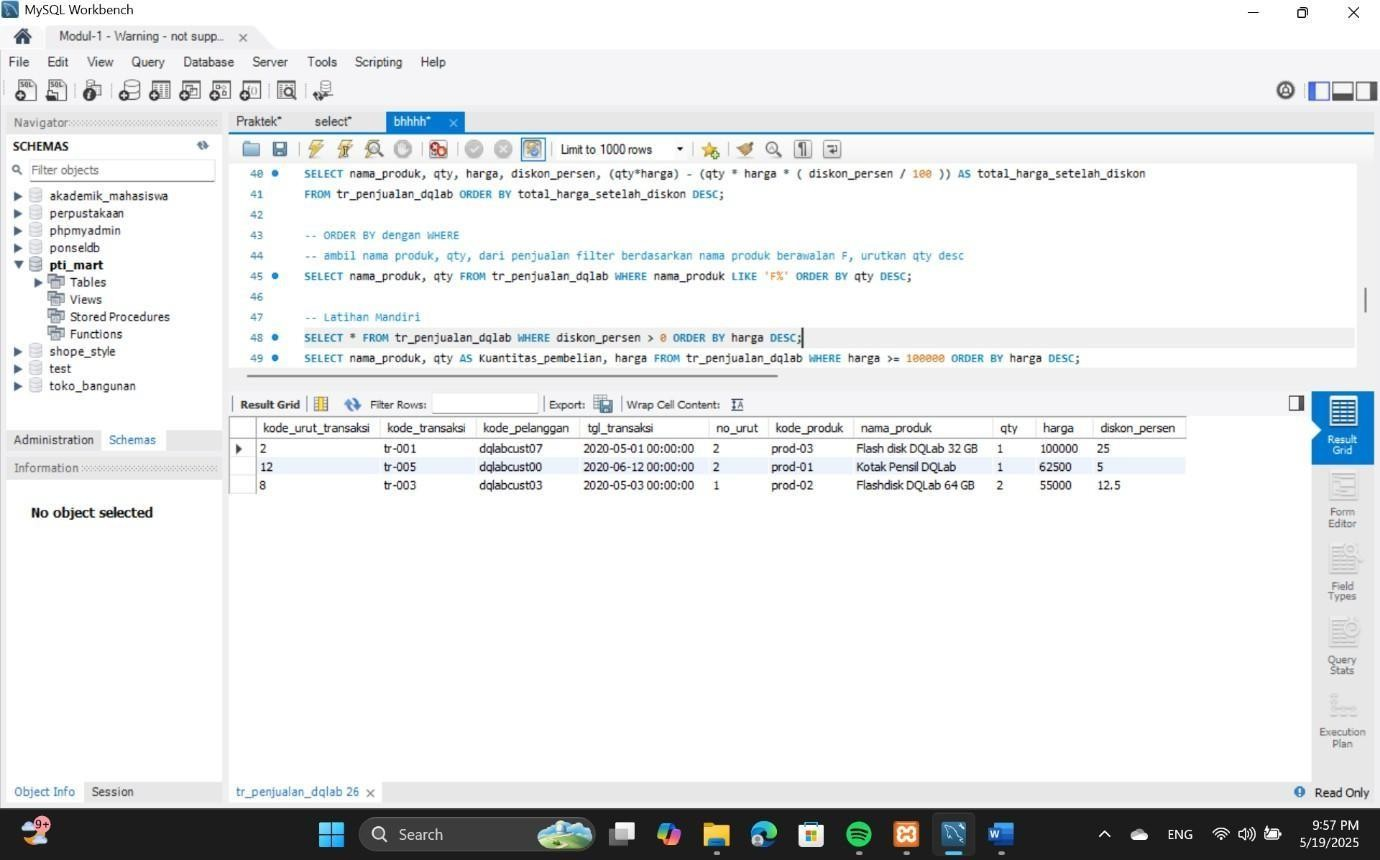 MySQL Workbench
Modul-1 - Warning - not supp...
File Edit View Query Database Server Tools Scripting Help
Navigator
SCHEMAS
Filter objects
akademik_mahasiswa
perpustakaan
phpmyadmin
ponseldb
pti_mart
Tables
Views
Stored Procedures
Functions
shope_style
test
toko_bangunan
Administration Schemas
Information
No object selected
Object Info Session
Praktek* select* bhhhh*
Limit to 1000 rows
40 SELECT nama_produk, qty, harga, diskon_persen, (qty*harga) - (qty * harga * ( diskon_persen / 100 )) AS total_harga_setelah_diskon
41 FROM tr_penjualan_dqlab ORDER BY total_harga_setelah_diskon DESC;
42
43 -- ORDER BY dengan WHERE
44 -- ambil nama produk, qty, dari penjualan filter berdasarkan nama produk berawalan F, urutkan qty desc
45 SELECT nama_produk, qty FROM tr_penjualan_dqlab WHERE nama_produk LIKE 'F%' ORDER BY qty DESC;
46
47 -- Latihan Mandiri
48 SELECT * FROM tr_penjualan_dqlab WHERE diskon_persen > 0 ORDER BY harga DESC;
49 SELECT nama_produk, qty AS Kuantitas_pembelian, harga FROM tr_penjualan_dqlab WHERE harga >= 100000 ORDER BY harga DESC;
Result Grid Filter Rows: Export: Wrap Cell Content:
kode_urut_transaksi kode_transaksi kode_pelanggan tgl_transaksi no_urut kode_produk nama_produk qty harga diskon_persen
2 tr-001 dqlabcust07 2020-05-01 00:00:00 2 prod-03 Flash disk DQLab 32 GB 1 100000 25
12 tr-005 dqlabcust00 2020-06-12 00:00:00 2 prod-01 Kotak Pensil DQLab 1 62500 5
8 tr-003 dqlabcust03 2020-05-03 00:00:00 1 prod-02 Flashdisk DQLab 64 GB 2 55000 12.5
Result
Grid
Form
Editor
Field
Types
Query
Stats
Execution
Plan
tr_penjualan_dqlab 26
Read Only
9+
Search
ENG
9:57 PM
5/19/2025